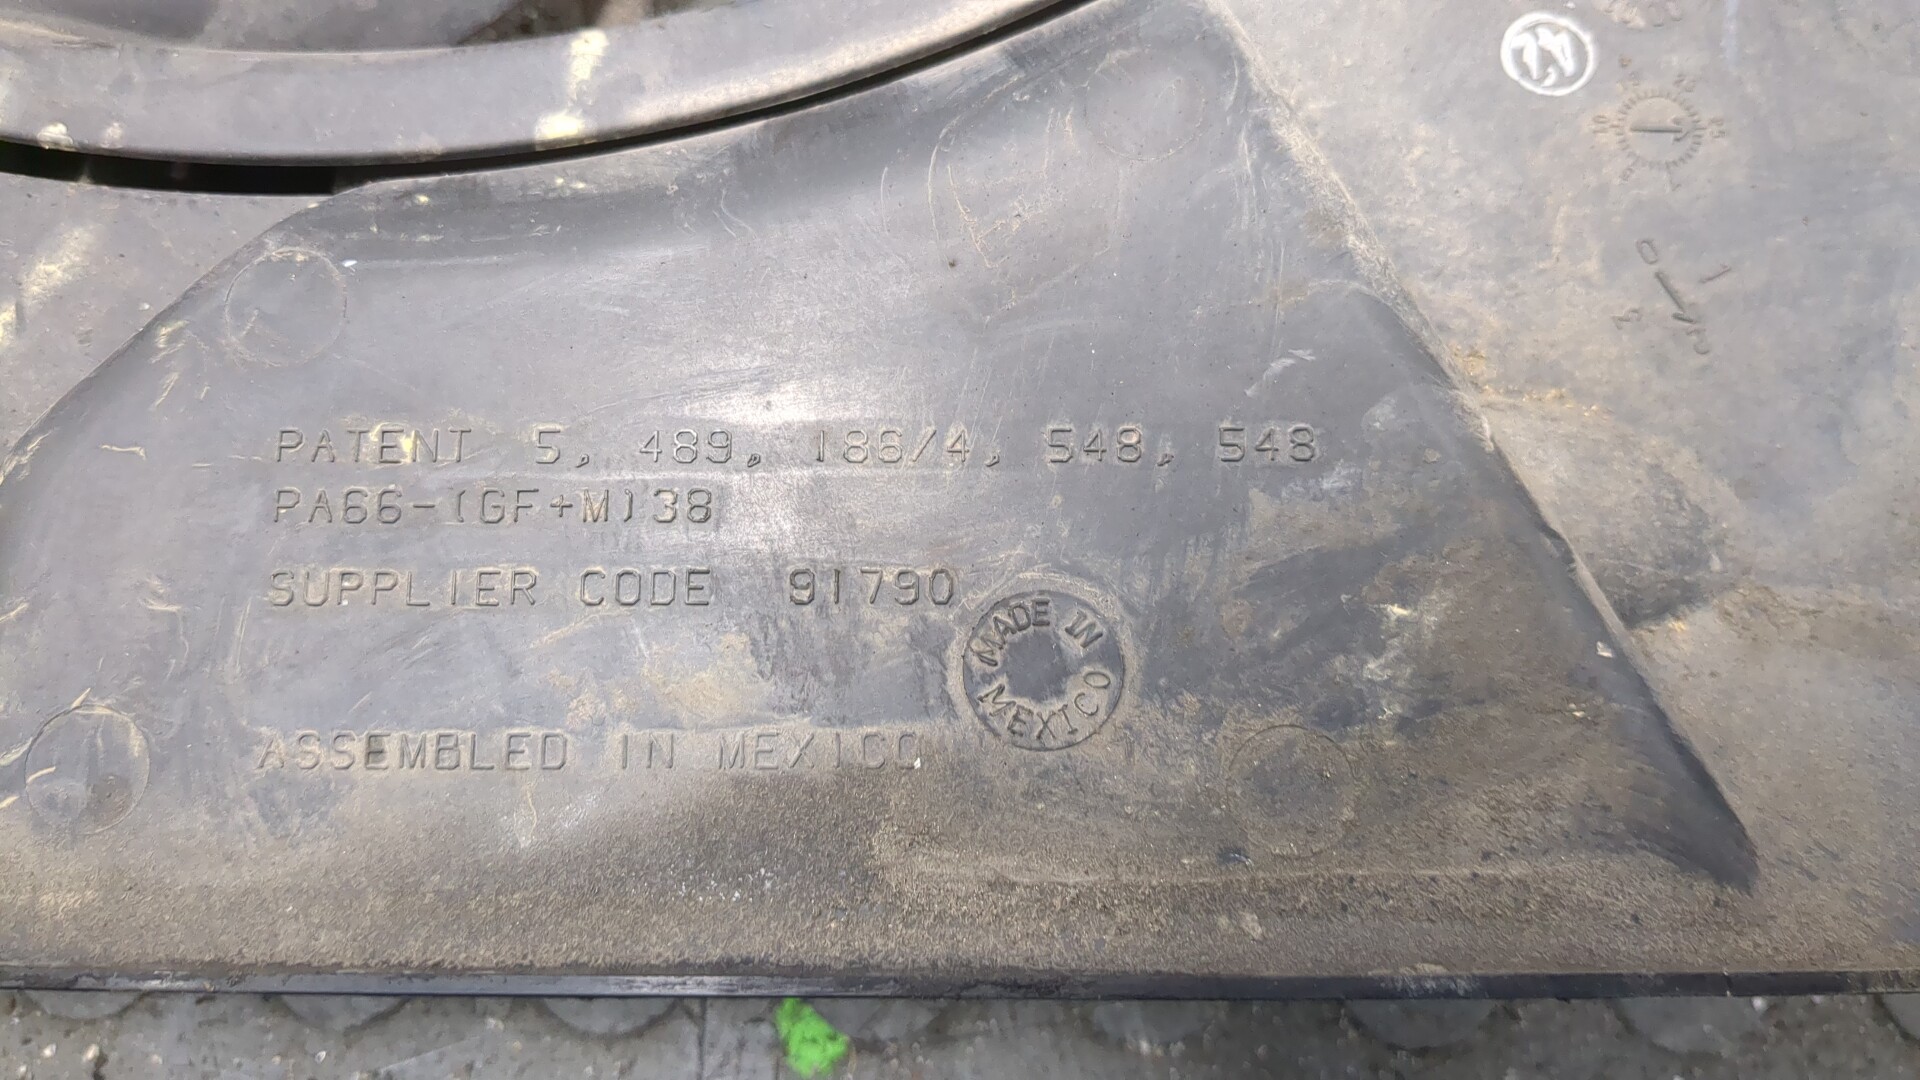 PATENT 5, 489, 186/4, 548, 548
PA66-(GF+M)38
SUPPLIER CODE 91790
MADE IN MEXICO
ASSEMBLED IN MEXICO